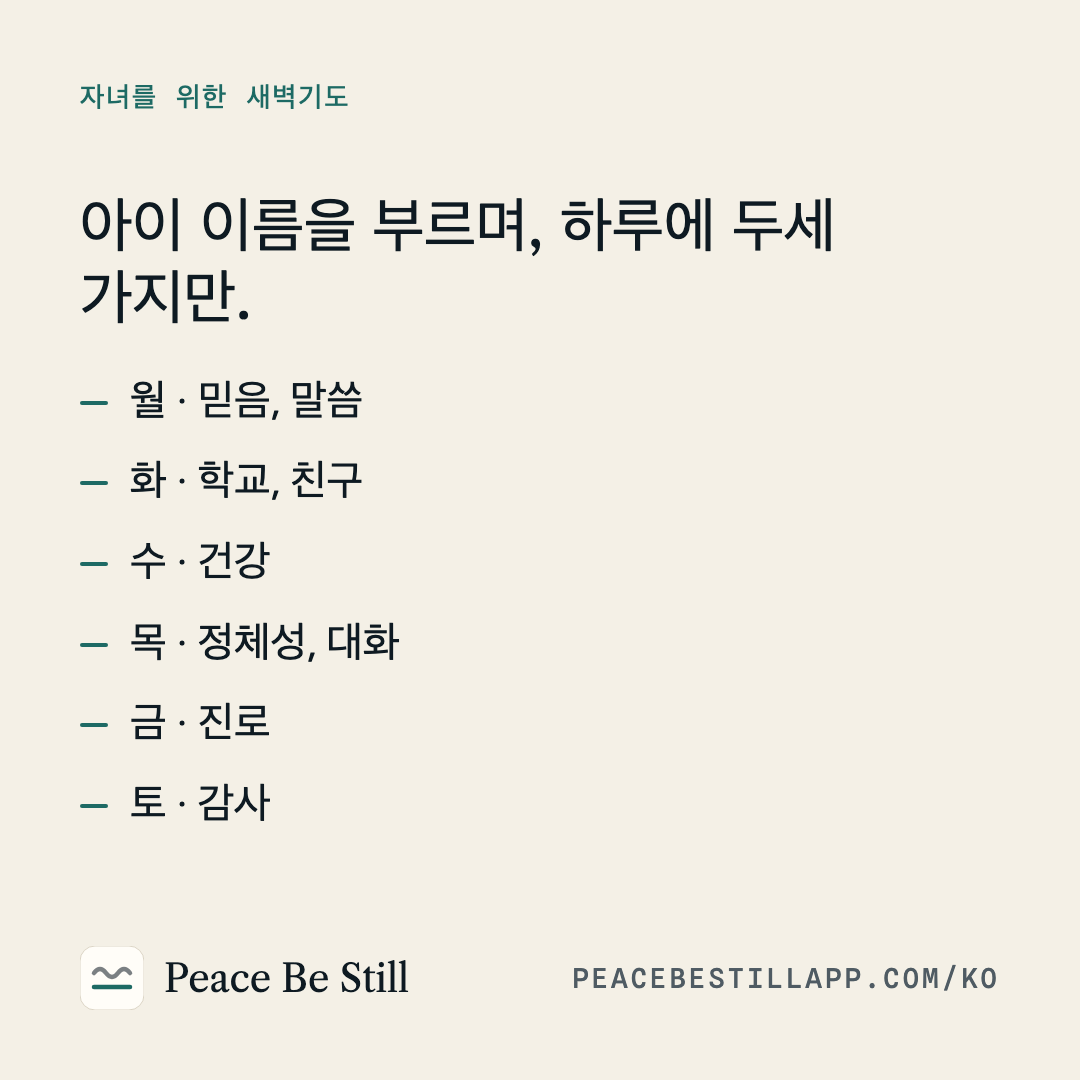 자녀를 위한 새벽기도
아이 이름을 부르며, 하루에 두세
가지만.
— 월 · 믿음, 말씀
— 화 · 학교, 친구
— 수 · 건강
— 목 · 정체성, 대화
— 금 · 진로
— 토 · 감사
Peace Be Still
PEACEBESTILLAPP.COM/KO